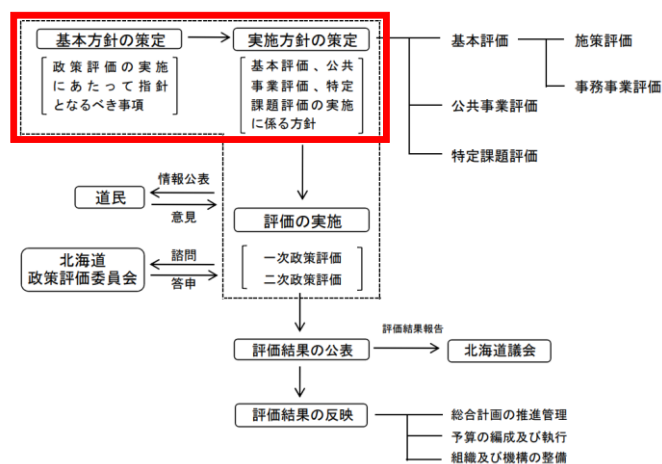 基本方針の策定
政策評価の実施
にあたって指針
となるべき事項
実施方針の策定
基本評価、公共
事業評価、特定
課題評価の実施
に係る方針
基本評価
施策評価
事務事業評価
公共事業評価
特定課題評価
道民
情報公表
意見
評価の実施
一次政策評価
二次政策評価
北海道
政策評価委員会
諮問
答申
評価結果の公表
評価結果報告
北海道議会
評価結果の反映
総合計画の推進管理
予算の編成及び執行
組織及び機構の整備